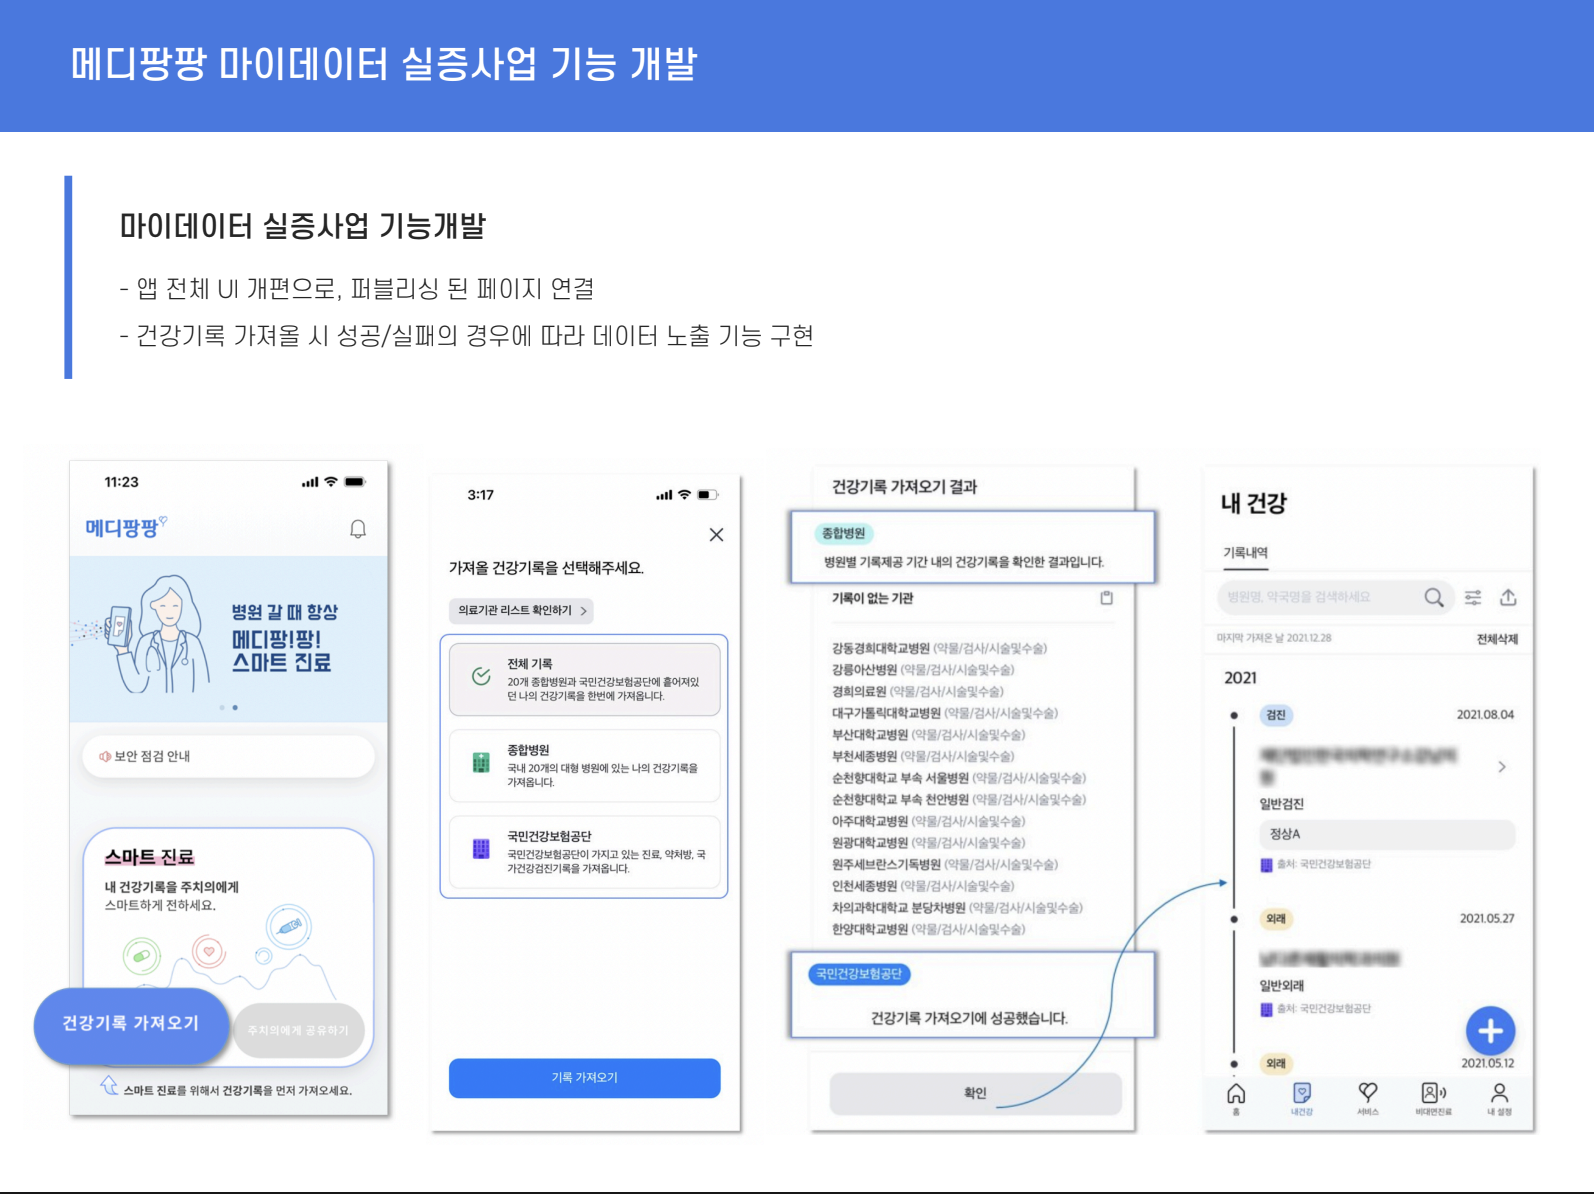 메디팡팡 마이데이터 실증사업 기능 개발
마이데이터 실증사업 기능개발
- 앱 전체 UI 개편으로, 퍼블리싱 된 페이지 연결
- 건강기록 가져올 시 성공/실패의 경우에 따라 데이터 노출 기능 구현
11:23
메디팡팡
병원 갈 때 항상
메디팡!팡!
스마트 진료
보안 점검 안내
스마트 진료
내 건강기록을 주치의에게
스마트하게 전하세요.
건강기록 가져오기
주치의에게 공유하기
스마트 진료를 위해서 건강기록을 먼저 가져오세요.
3:17
가져올 건강기록을 선택해주세요.
의료기관 리스트 확인하기 >
전체 기록
20개 종합병원과 국민건강보험공단에 흩어져있
던 나의 건강기록을 한번에 가져옵니다.
종합병원
국내 20개의 대형 병원에 있는 나의 건강기록을
가져옵니다.
국민건강보험공단
국민건강보험공단이 가지고 있는 진료, 약처방, 국
가건강검진기록을 가져옵니다.
기록 가져오기
건강기록 가져오기 결과
종합병원
병원별 기록제공 기간 내의 건강기록을 확인한 결과입니다.
기록이 없는 기관
강동경희대학교병원 (약물/검사/시술및수술)
강릉아산병원 (약물/검사/시술및수술)
경희의료원 (약물/검사/시술및수술)
대구가톨릭대학교병원 (약물/검사/시술및수술)
부산대학교병원 (약물/검사/시술및수술)
부천세종병원 (약물/검사/시술및수술)
순천향대학교 부속 서울병원 (약물/검사/시술및수술)
순천향대학교 부속 천안병원 (약물/검사/시술및수술)
아주대학교병원 (약물/검사/시술및수술)
원광대학교병원 (약물/검사/시술및수술)
원주세브란스기독병원 (약물/검사/시술및수술)
인천세종병원 (약물/검사/시술및수술)
차의과학대학교 분당차병원 (약물/검사/시술및수술)
한양대학교병원 (약물/검사/시술및수술)
국민건강보험공단
건강기록 가져오기에 성공했습니다.
확인
내 건강
기록내역
병원명, 약국명을 검색하세요
마지막 가져온 날 2021.12.28
전체삭제
2021
검진
2021.08.04
일반검진
정상A
출처: 국민건강보험공단
외래
2021.05.27
일반외래
출처: 국민건강보험공단
외래
2021.05.12
홈
내건강
서비스
비대면진료
내 설정